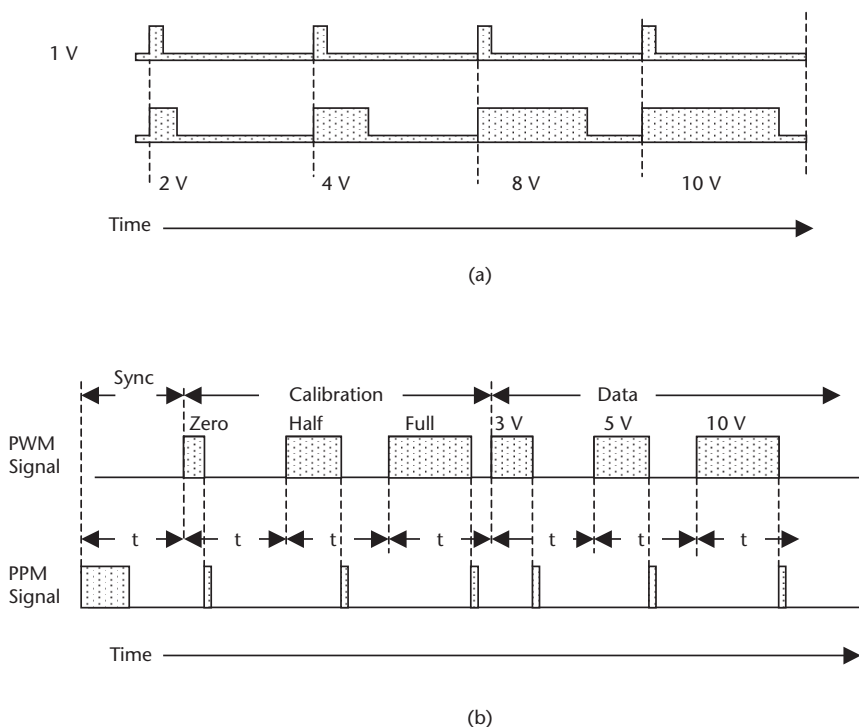 1 V
2 V 4 V 8 V 10 V
Time
(a)
Sync Calibration Data
Zero Half Full 3 V 5 V 10 V
PWM
Signal
t t t t t t t
PPM
Signal
Time
(b)